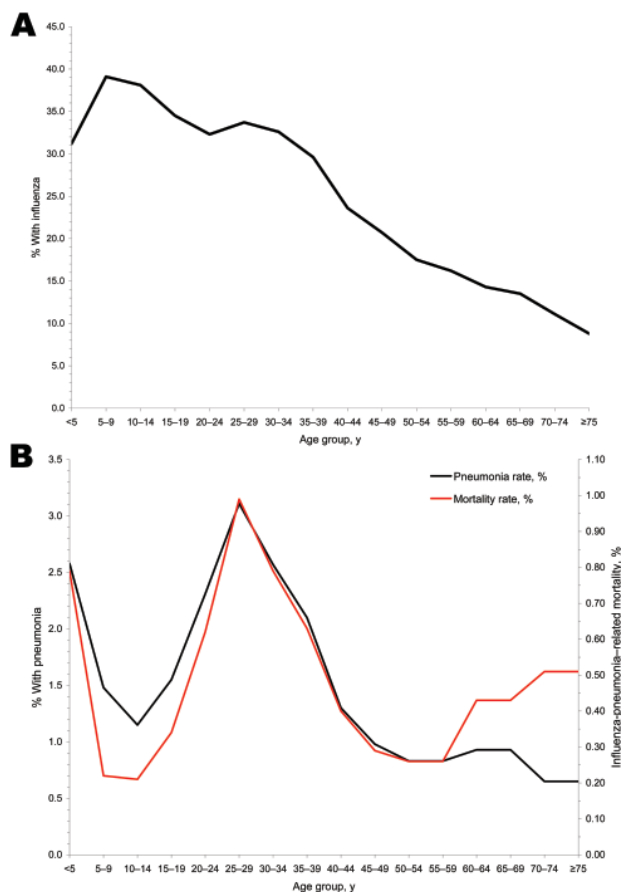 A
45.0
40.0
35.0
30.0
25.0
20.0
15.0
10.0
5.0
0.0
% With influenza
<5 5–9 10–14 15–19 20–24 25–29 30–34 35–39 40–44 45–49 50–54 55–59 60–64 65–69 70–74 ≥75
Age group, y
B
3.5
3.0
2.5
2.0
1.5
1.0
0.5
0.0
% With pneumonia
Pneumonia rate, %
Mortality rate, %
1.10
1.00
0.90
0.80
0.70
0.60
0.50
0.40
0.30
0.20
0.10
0.00
Influenza-pneumonia–related mortality, %
<5 5–9 10–14 15–19 20–24 25–29 30–34 35–39 40–44 45–49 50–54 55–59 60–64 65–69 70–74 ≥75
Age group, y